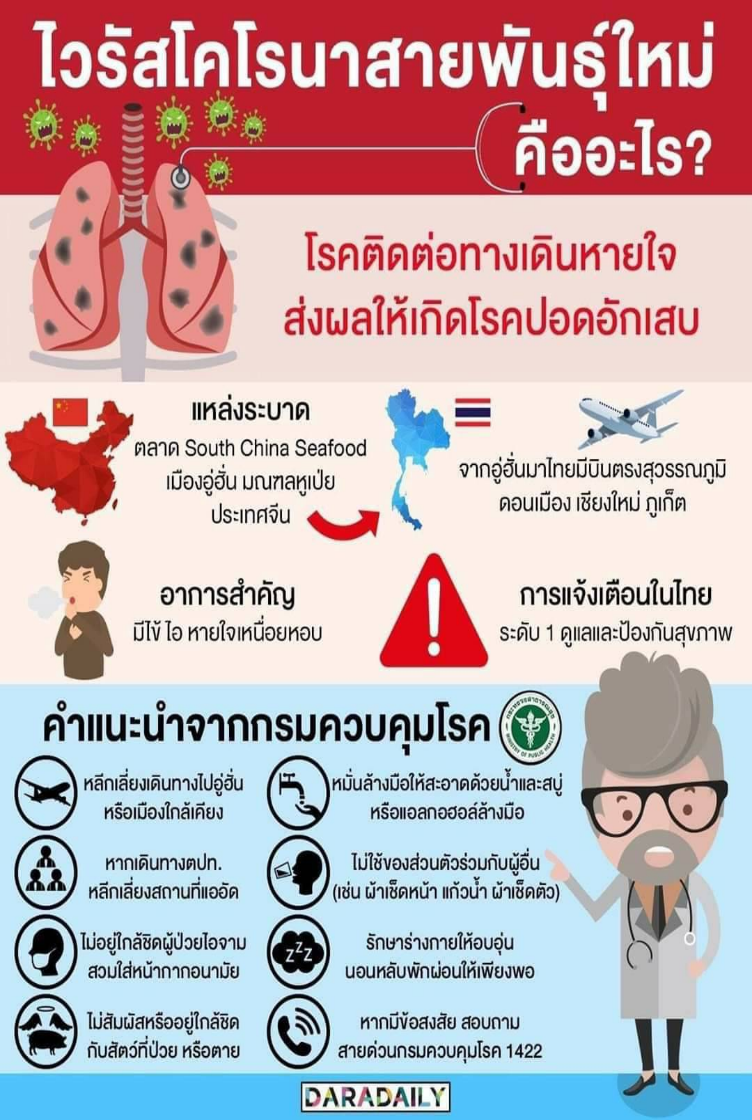 ไวรัสโคโรนาสายพันธุ์ใหม่
คืออะไร?
โรคติดต่อทางเดินหายใจ
ส่งผลให้เกิดโรคปอดอักเสบ
แหล่งระบาด
ตลาด South China Seafood
เมืองอู่ฮั่น มณฑลหูเป่ย
ประเทศจีน
จากอู่ฮั่นมาไทยมีบินตรงสุวรรณภูมิ
ดอนเมือง เชียงใหม่ ภูเก็ต
อาการสำคัญ
มีไข้ ไอ หายใจเหนื่อยหอบ
การแจ้งเตือนในไทย
ระดับ 1 ดูแลและป้องกันสุขภาพ
คำแนะนำจากกรมควบคุมโรค
กระทรวงสาธารณสุข
MINISTRY OF PUBLIC HEALTH
หลีกเลี่ยงเดินทางไปอู่ฮั่น
หรือเมืองใกล้เคียง
หมั่นล้างมือให้สะอาดด้วยน้ำและสบู่
หรือแอลกอฮอล์ล้างมือ
หากเดินทางตปท.
หลีกเลี่ยงสถานที่แออัด
ไม่ใช้ของส่วนตัวร่วมกับผู้อื่น
(เช่น ผ้าเช็ดหน้า แก้วน้ำ ผ้าเช็ดตัว)
ไม่อยู่ใกล้ชิดผู้ป่วยไอจาม
สวมใส่หน้ากากอนามัย
zzZ
รักษาร่างกายให้อบอุ่น
นอนหลับพักผ่อนให้เพียงพอ
ไม่สัมผัสหรืออยู่ใกล้ชิด
กับสัตว์ที่ป่วย หรือตาย
หากมีข้อสงสัย สอบถาม
สายด่วนกรมควบคุมโรค 1422
DARADAILY